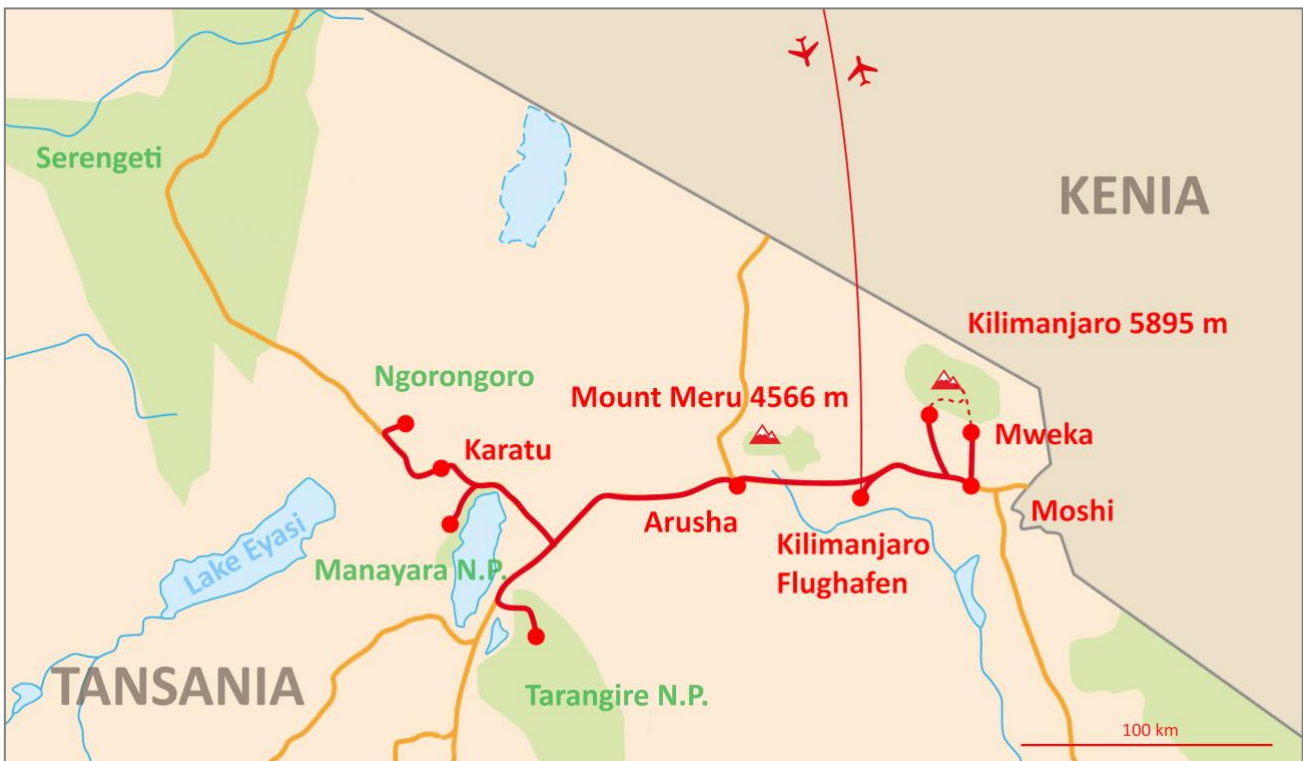 Serengeti
KENIA
Kilimanjaro 5895 m
Ngorongoro
Mount Meru 4566 m
Karatu
Mweka
Arusha
Moshi
Kilimanjaro
Flughafen
Lake Eyasi
Manayara N.P.
TANSANIA
Tarangire N.P.
100 km